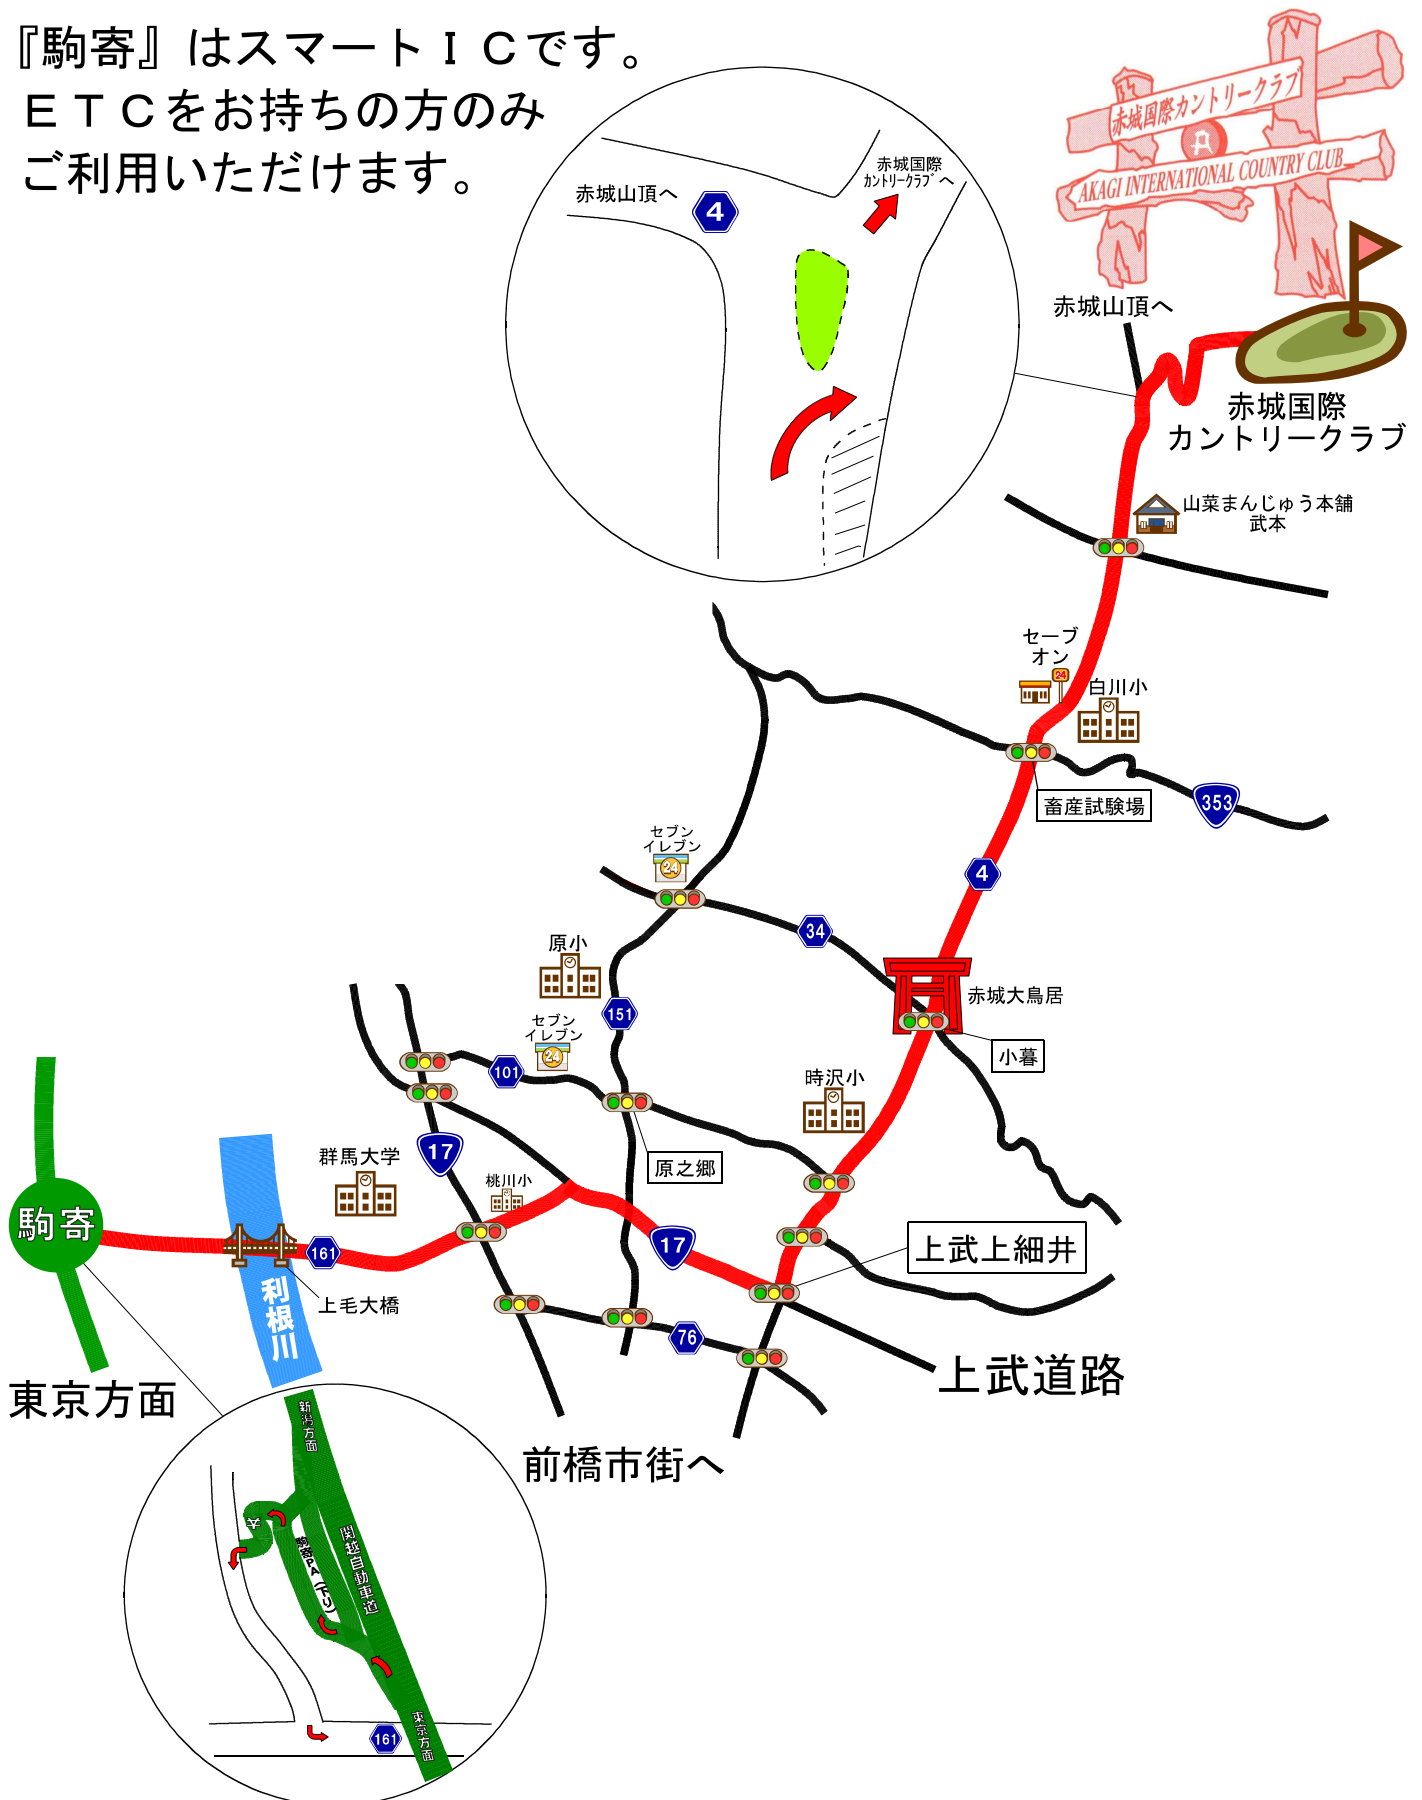 『駒寄』はスマートＩＣです。
ＥＴＣをお持ちの方のみ
ご利用いただけます。
赤城国際カントリークラブ
AKAGI INTERNATIONAL COUNTRY CLUB
赤城山頂へ
4
赤城国際
ｶﾝﾄﾘｰｸﾗﾌﾞへ
赤城山頂へ
赤城国際
カントリークラブ
山菜まんじゅう本舗
武本
セーブ
オン
24
白川小
畜産試験場
353
4
セブン
イレブン
24
34
原小
151
赤城大鳥居
小暮
セブン
イレブン
24
101
時沢小
17
原之郷
群馬大学
桃川小
駒寄
161
17
上武上細井
利根川
上毛大橋
76
上武道路
東京方面
前橋市街へ
新潟方面
関越自動車道
駒寄PA（下り）
東京方面
161